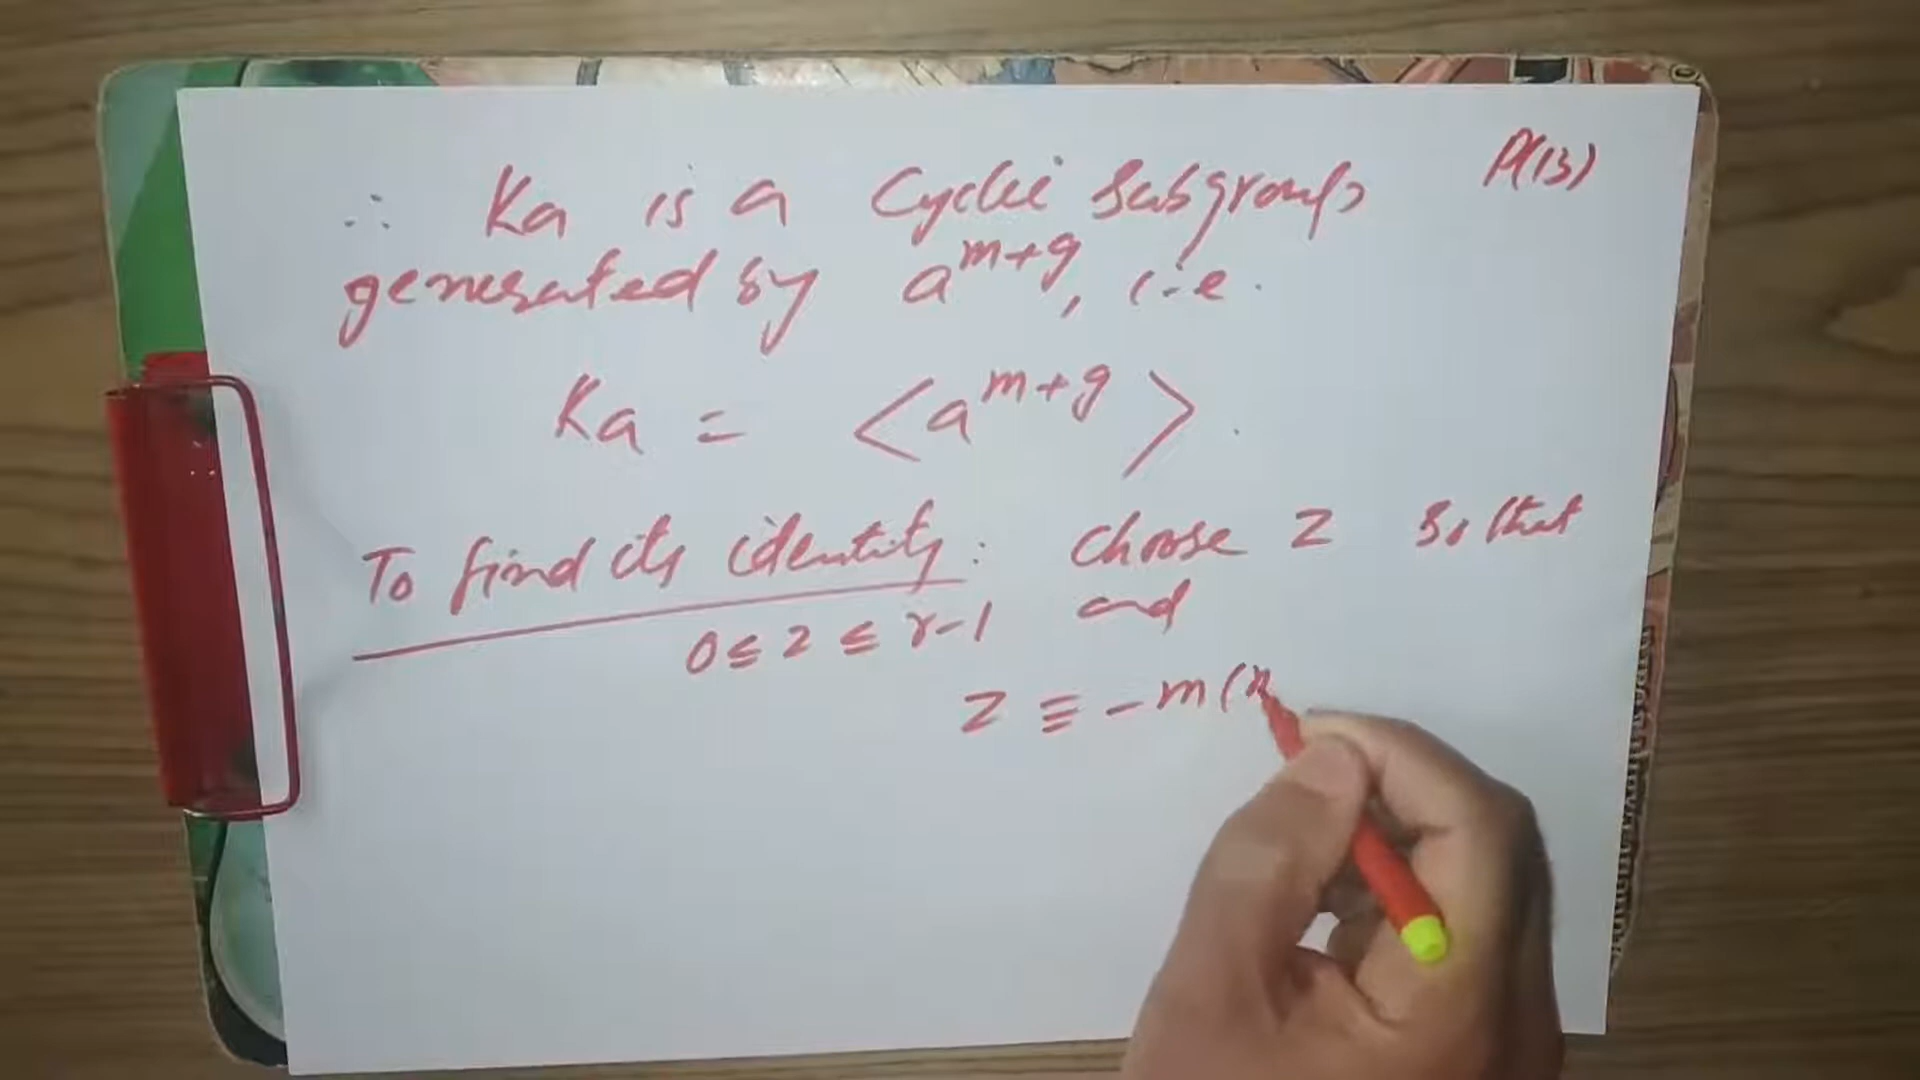 P(13)
∴ Ka is a Cyclic Subgroup
generated by a^{m+g}, i.e.
Ka = <a^{m+g}>.
To find its identity: choose z so that
0 ≤ z ≤ r-1 and
z ≡ -m (